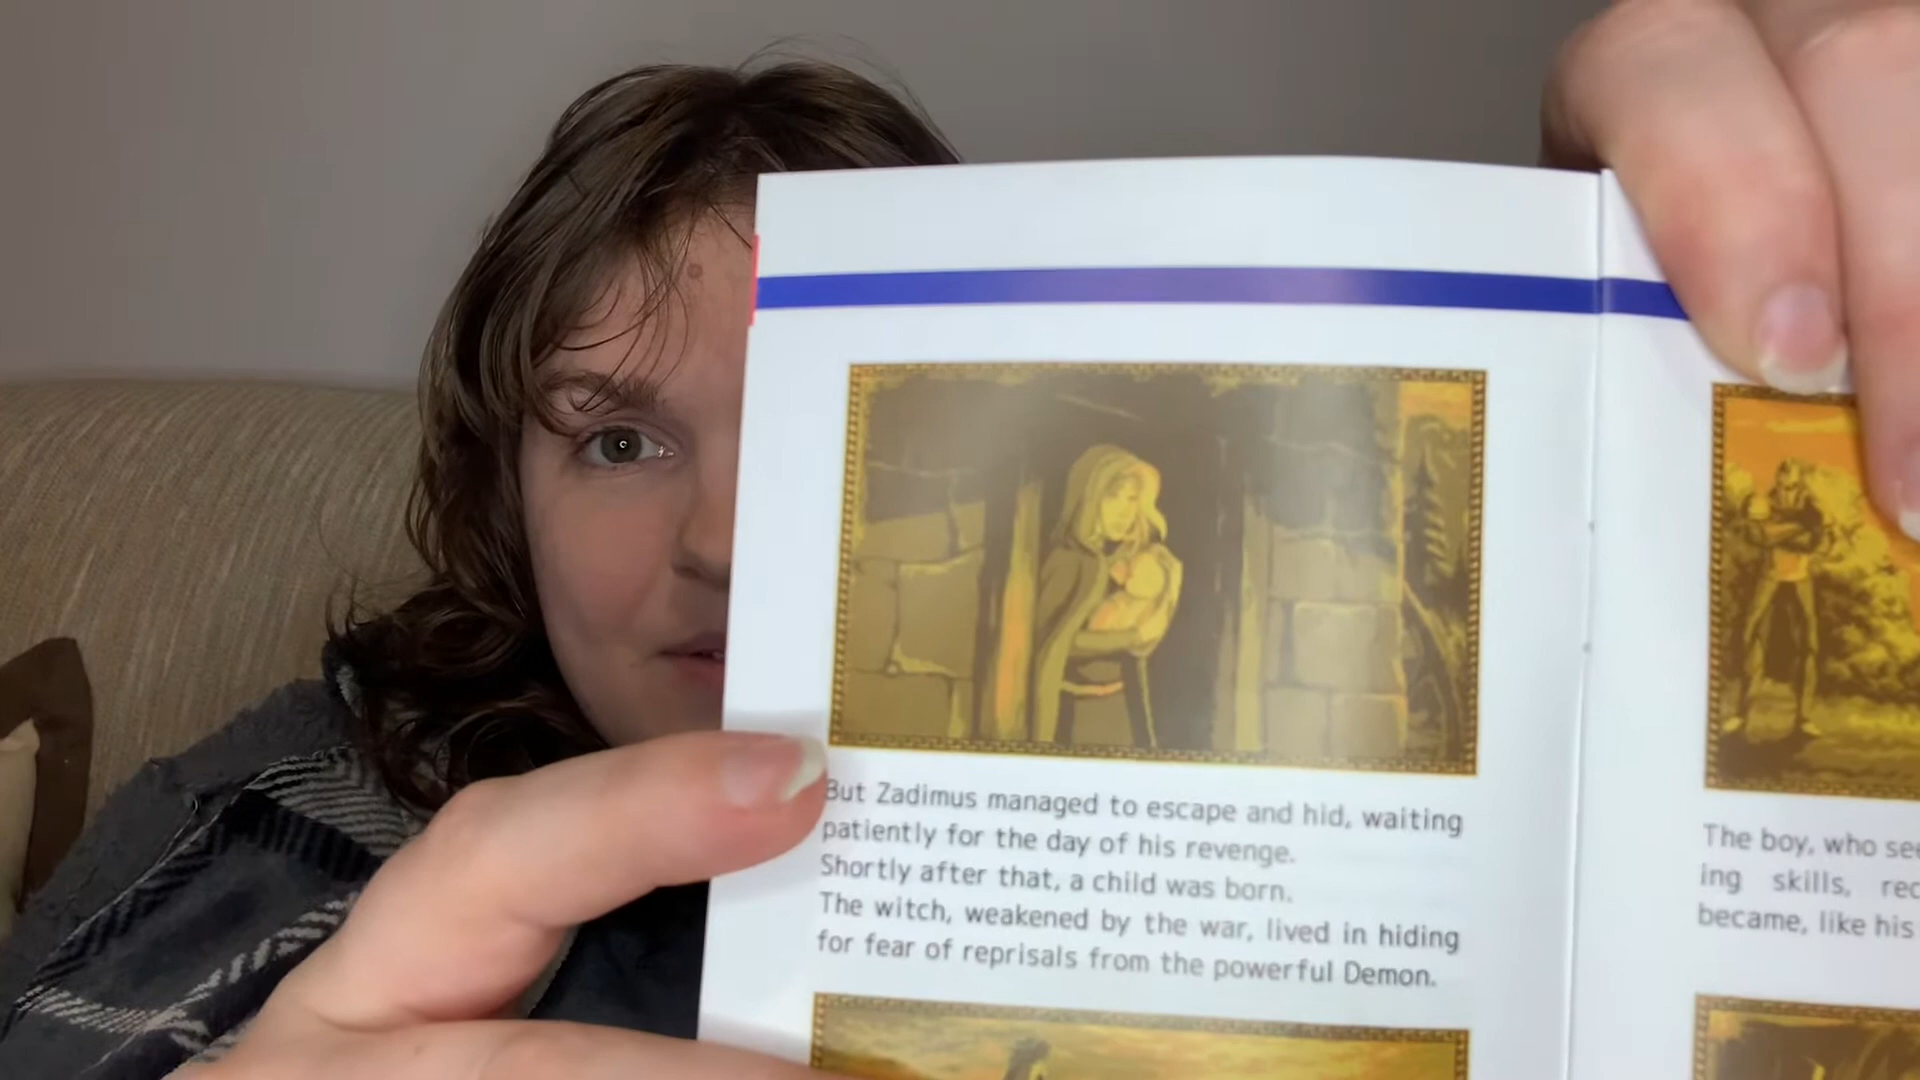 But Zadimus managed to escape and hid, waiting
patiently for the day of his revenge.
Shortly after that, a child was born.
The witch, weakened by the war, lived in hiding
for fear of reprisals from the powerful Demon.
The boy, who
ing skills,
became, like his